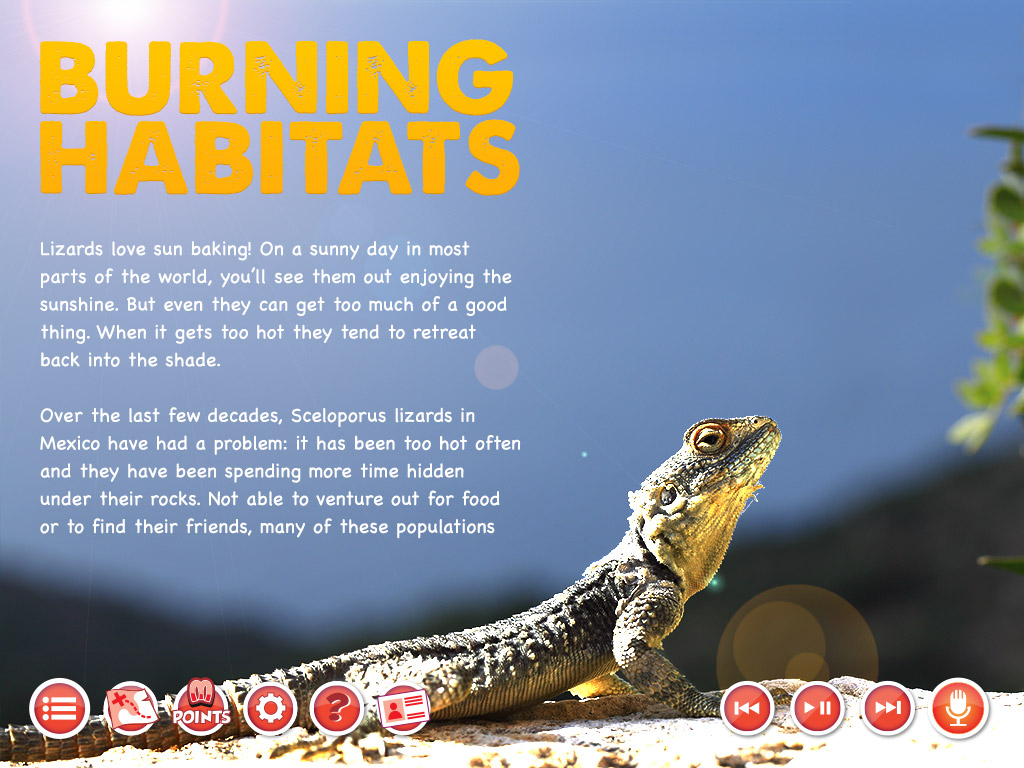 BURNING
HABITATS
Lizards love sun baking! On a sunny day in most
parts of the world, you'll see them out enjoying the
sunshine. But even they can get too much of a good
thing. When it gets too hot they tend to retreat
back into the shade.
Over the last few decades, Sceloporus lizards in
Mexico have had a problem: it has been too hot often
and they have been spending more time hidden
under their rocks. Not able to venture out for food
or to find their friends, many of these populations
?
POINTS